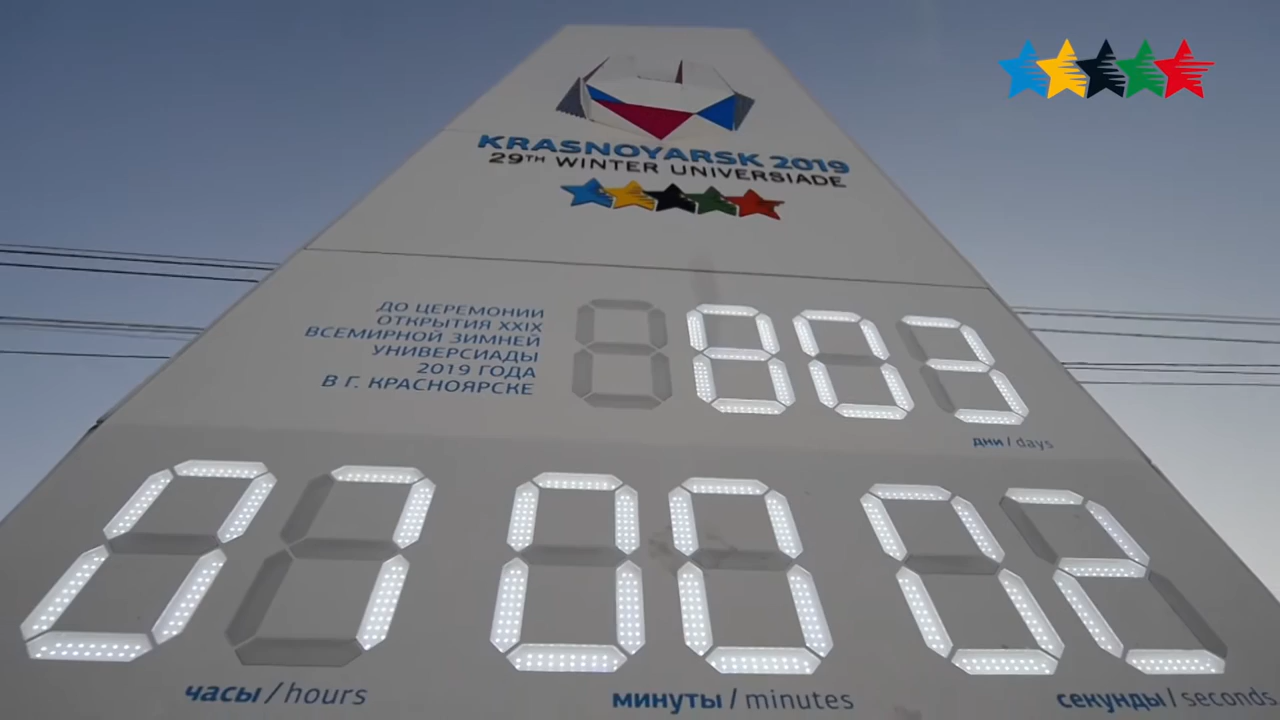 KRASNOYARSK 2019
29TH WINTER UNIVERSIADE
ДО ЦЕРЕМОНИИ
ОТКРЫТИЯ XXIX
ВСЕМИРНОЙ ЗИМНЕЙ
УНИВЕРСИАДЫ
2019 ГОДА
В Г. КРАСНОЯРСКЕ
803
дни / days
07 00 02
часы / hours
минуты / minutes
секунды / seconds